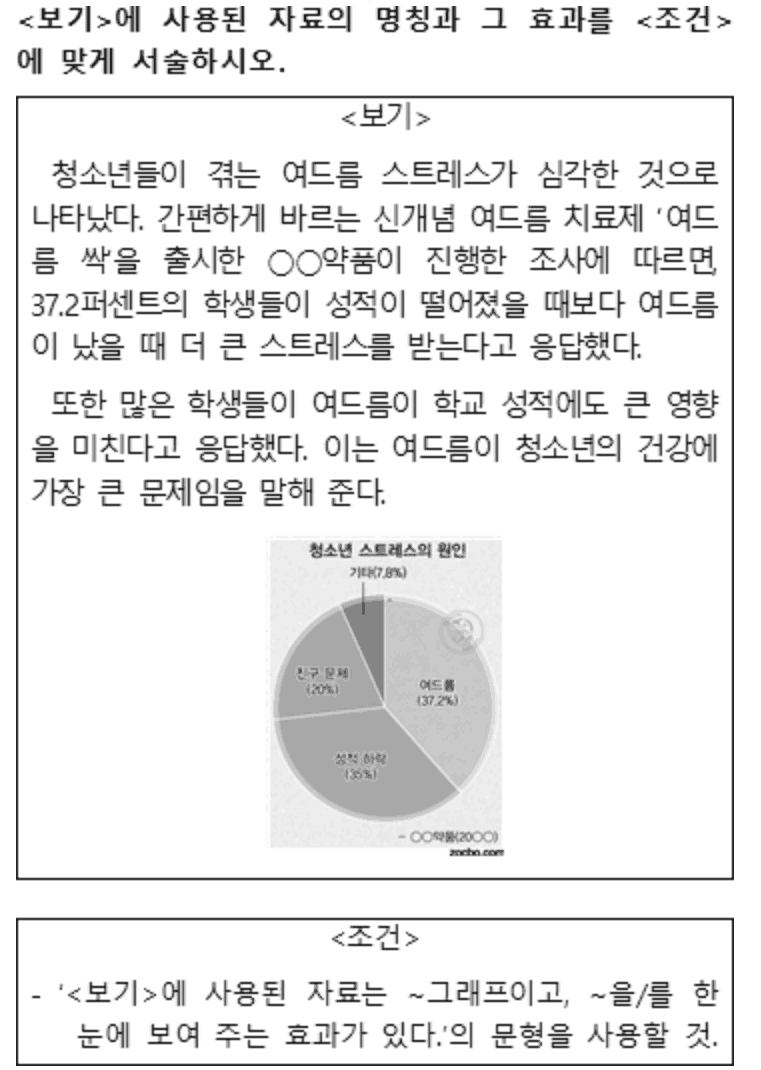 <보기>에 사용된 자료의 명칭과 그 효과를 <조건>
에 맞게 서술하시오.
<보기>
청소년들이 겪는 여드름 스트레스가 심각한 것으로
나타났다. 간편하게 바르는 신개념 여드름 치료제 '여드
름 싹'을 출시한 ○○약품이 진행한 조사에 따르면,
37.2퍼센트의 학생들이 성적이 떨어졌을 때보다 여드름
이 났을 때 더 큰 스트레스를 받는다고 응답했다.
또한 많은 학생들이 여드름이 학교 성적에도 큰 영향
을 미친다고 응답했다. 이는 여드름이 청소년의 건강에
가장 큰 문제임을 말해 준다.
청소년 스트레스의 원인
기타(7.8%)
친구 문제
(20%)
여드름
(37.2%)
성적 하락
(35%)
- ○○약품(20○○)
zocbo.com
<조건>
- '<보기>에 사용된 자료는 ~그래프이고, ~을/를 한
눈에 보여 주는 효과가 있다.'의 문형을 사용할 것.